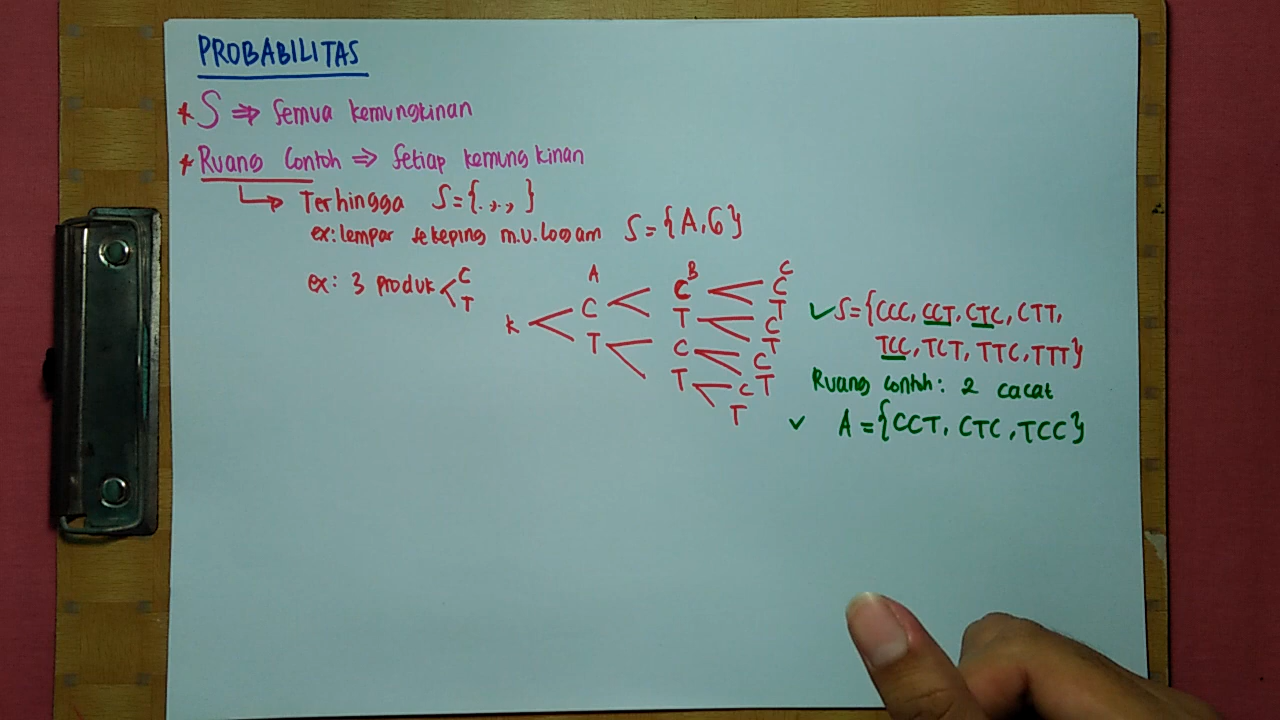 PROBABILITAS
* S ⇒ Semua kemungkinan
* Ruang Contoh ⇒ Setiap kemungkinan
↳ Terhingga S={.,.,}
ex: lempar sekeping m.u.logam S={A,G}
ex: 3 produk < C T
A B C
K C T
C T C T
C T C T C T C T
✓ S={CCC, CCT, CTC, CTT,
TCC, TCT, TTC, TTT}
Ruang contoh: 2 cacat
✓ A={CCT, CTC, TCC}